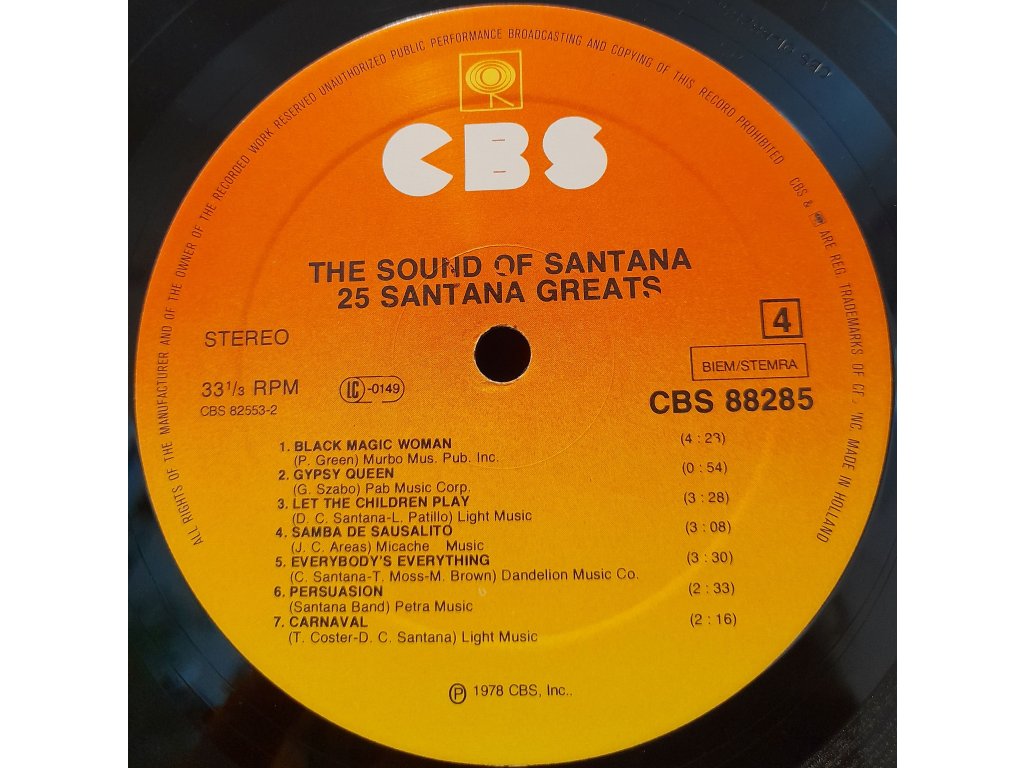 ALL RIGHTS OF THE MANUFACTURER AND OF THE OWNER OF THE RECORDED WORK RESERVED UNAUTHORIZED PUBLIC PERFORMANCE BROADCASTING AND COPYING OF THIS RECORD PROHIBITED
CBS & ARE REG. TRADEMARKS OF INC. MADE IN HOLLAND
CBS
THE SOUND OF SANTANA
25 SANTANA GREATS
STEREO
4
BIEM/STEMRA
33 1/3 RPM
LC-0149
CBS 88285
CBS 82553-2
1. BLACK MAGIC WOMAN (4 : 23)
(P. Green) Murbo Mus. Pub. Inc.
2. GYPSY QUEEN (0 : 54)
(G. Szabo) Pab Music Corp.
3. LET THE CHILDREN PLAY (3 : 28)
(D. C. Santana-L. Patillo) Light Music
4. SAMBA DE SAUSALITO (3 : 08)
(J. C. Areas) Micache Music
5. EVERYBODY'S EVERYTHING (3 : 30)
(C. Santana-T. Moss-M. Brown) Dandelion Music Co.
6. PERSUASION (2 : 33)
(Santana Band) Petra Music
7. CARNAVAL (2 : 16)
(T. Coster-D. C. Santana) Light Music
Ⓟ 1978 CBS, Inc..